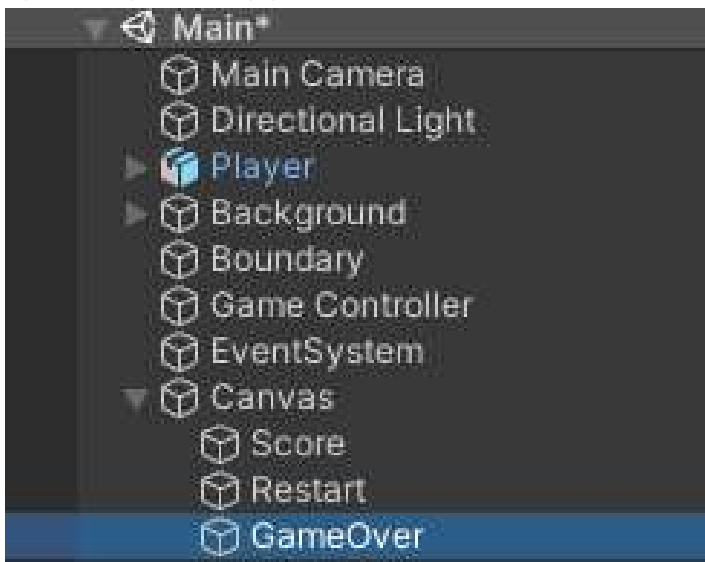 Main*
Main Camera
Directional Light
Player
Background
Boundary
Game Controller
EventSystem
Canvas
Score
Restart
GameOver